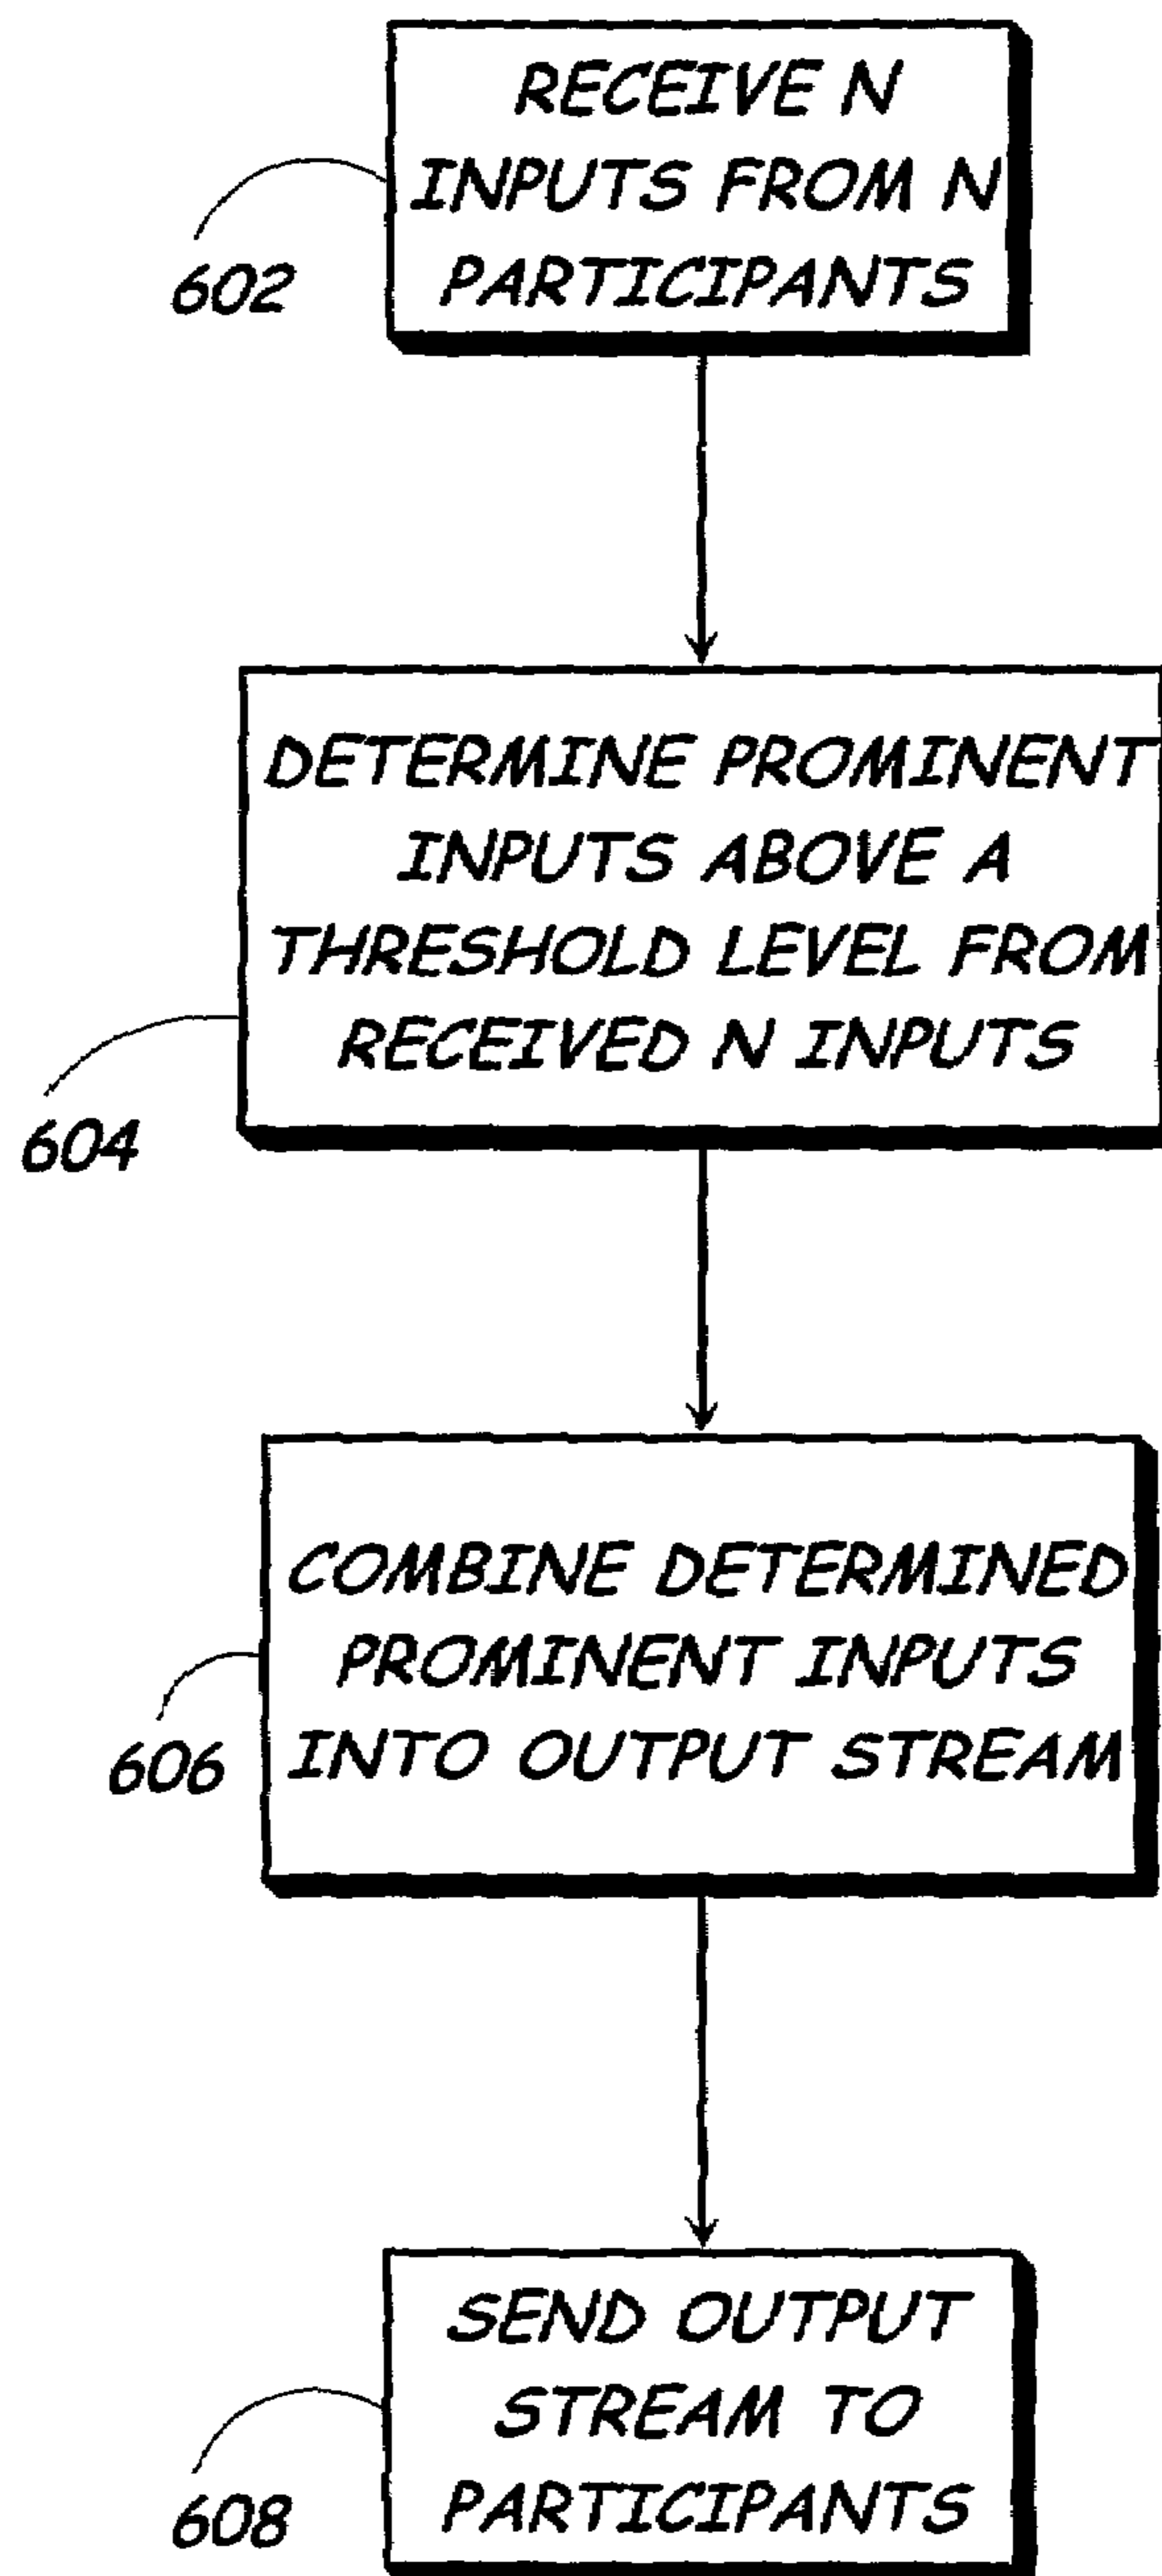 RECEIVE N
INPUTS FROM N
PARTICIPANTS
602
DETERMINE PROMINENT
INPUTS ABOVE A
THRESHOLD LEVEL FROM
RECEIVED N INPUTS
604
COMBINE DETERMINED
PROMINENT INPUTS
INTO OUTPUT STREAM
606
SEND OUTPUT
STREAM TO
PARTICIPANTS
608